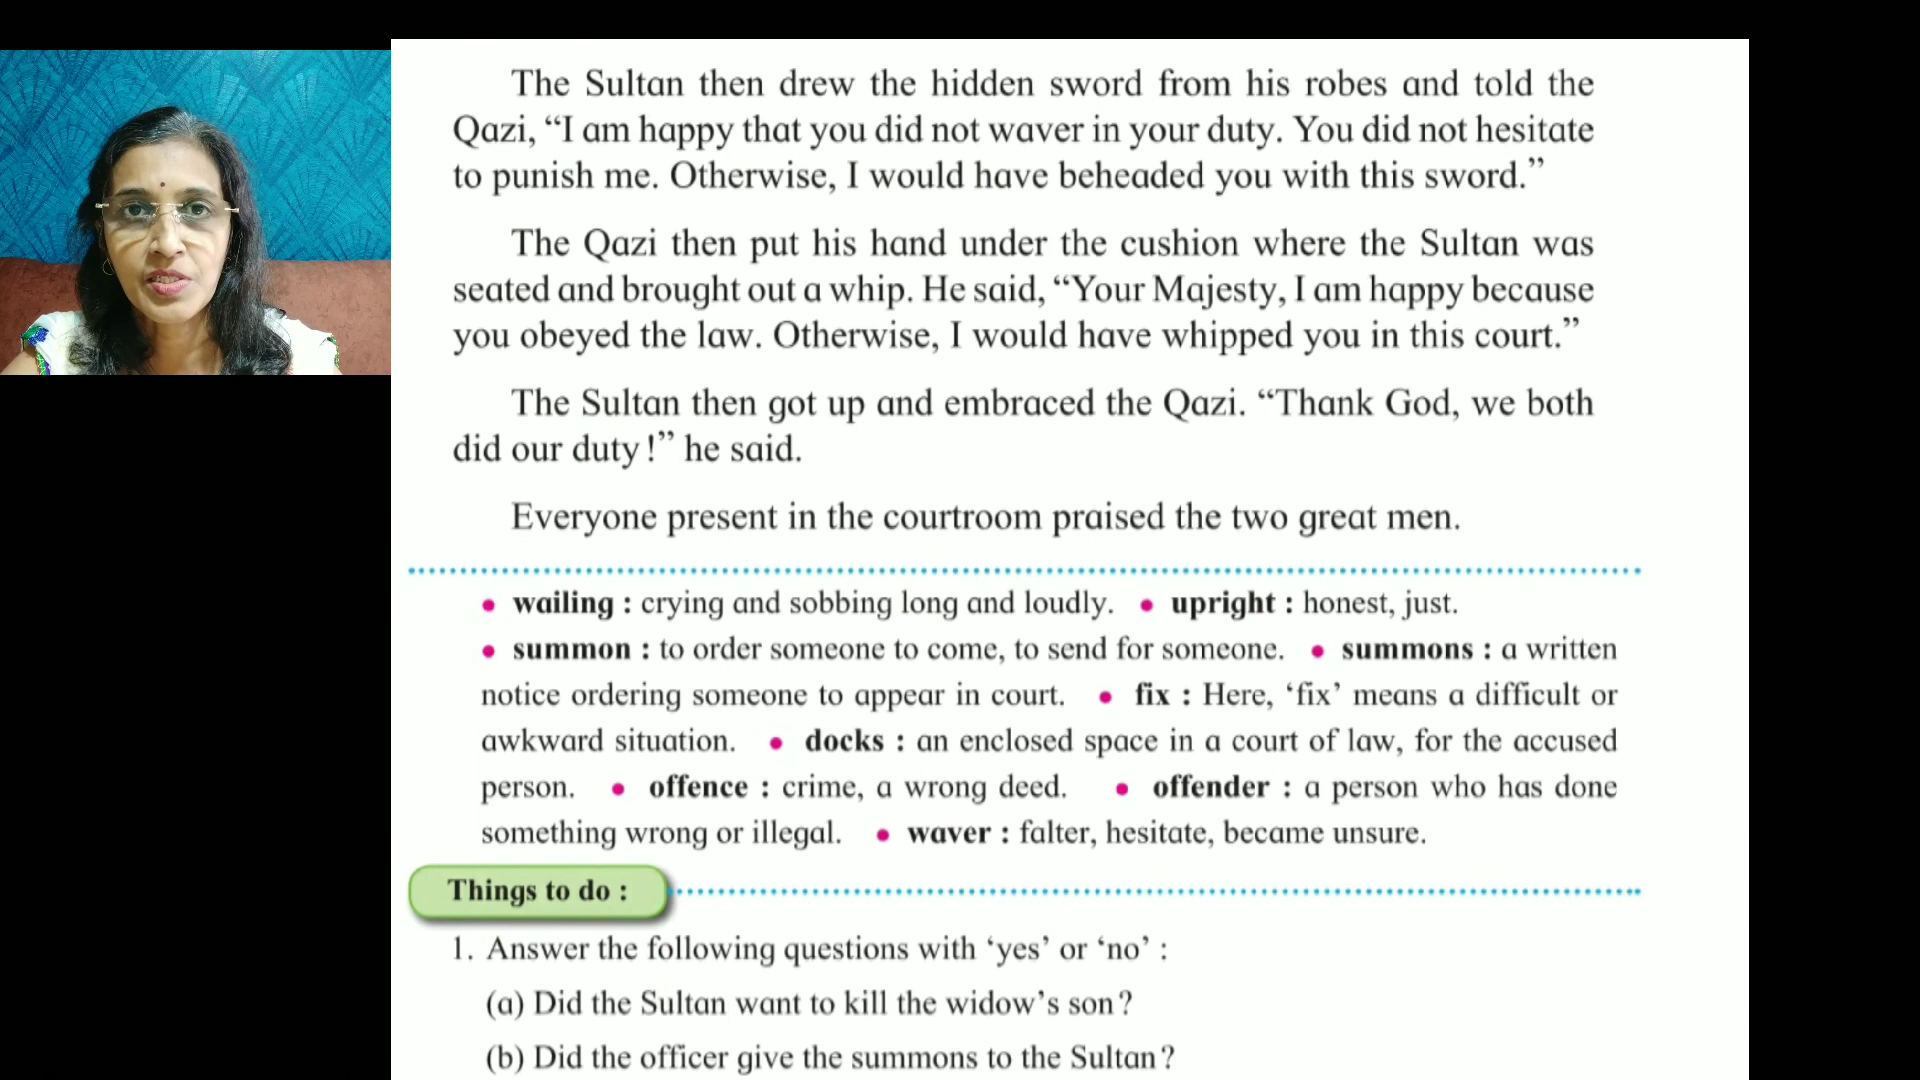 The Sultan then drew the hidden sword from his robes and told the
Qazi, “I am happy that you did not waver in your duty. You did not hesitate
to punish me. Otherwise, I would have beheaded you with this sword.”
The Qazi then put his hand under the cushion where the Sultan was
seated and brought out a whip. He said, “Your Majesty, I am happy because
you obeyed the law. Otherwise, I would have whipped you in this court.”
The Sultan then got up and embraced the Qazi. “Thank God, we both
did our duty !” he said.
Everyone present in the courtroom praised the two great men.
• wailing : crying and sobbing long and loudly. • upright : honest, just.
• summon : to order someone to come, to send for someone. • summons : a written
notice ordering someone to appear in court. • fix : Here, ‘fix’ means a difficult or
awkward situation. • docks : an enclosed space in a court of law, for the accused
person. • offence : crime, a wrong deed. • offender : a person who has done
something wrong or illegal. • waver : falter, hesitate, became unsure.
Things to do :
1. Answer the following questions with ‘yes’ or ‘no’ :
(a) Did the Sultan want to kill the widow’s son ?
(b) Did the officer give the summons to the Sultan ?